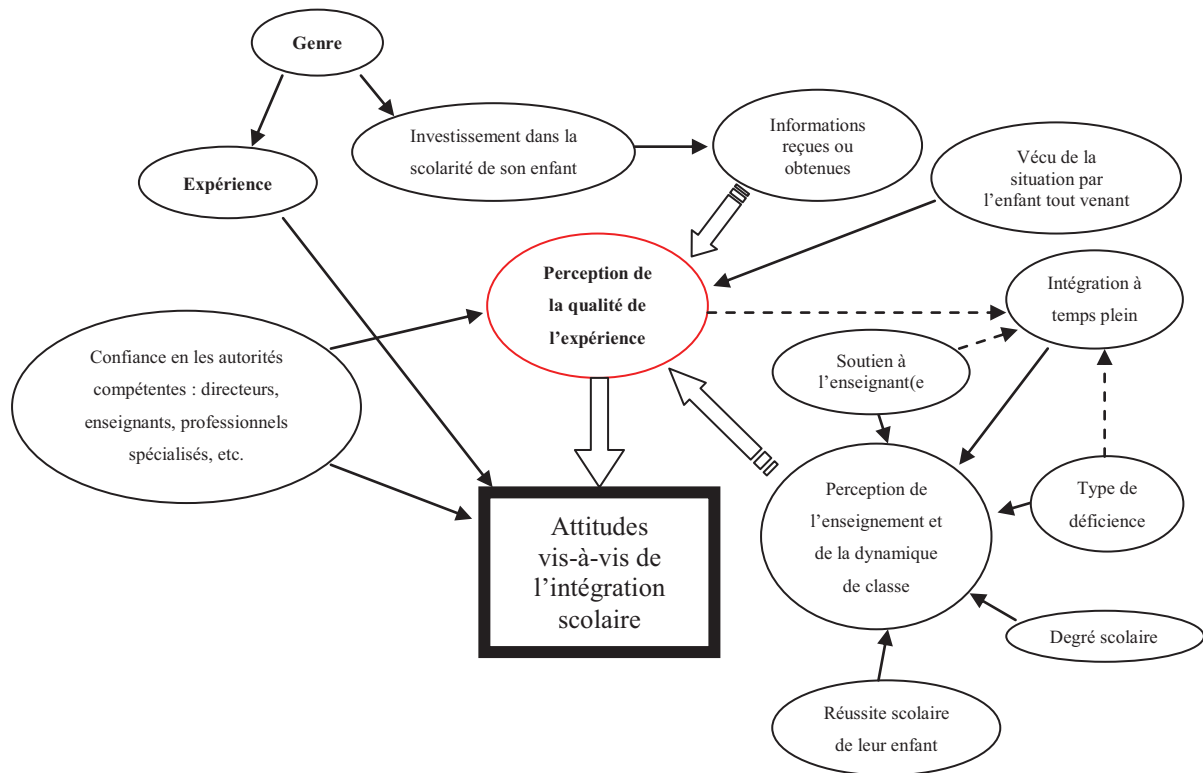 Genre
Investissement dans la
scolarité de son enfant
Informations
reçues ou
obtenues
Vécu de la
situation par
l'enfant tout venant
Expérience
Perception de
la qualité de
l'expérience
Intégration à
temps plein
Confiance en les autorités
compétentes : directeurs,
enseignants, professionnels
spécialisés, etc.
Soutien à
l'enseignant(e
Attitudes
vis-à-vis de
l'intégration
scolaire
Perception de
l'enseignement et
de la dynamique
de classe
Type de
déficience
Degré scolaire
Réussite scolaire
de leur enfant